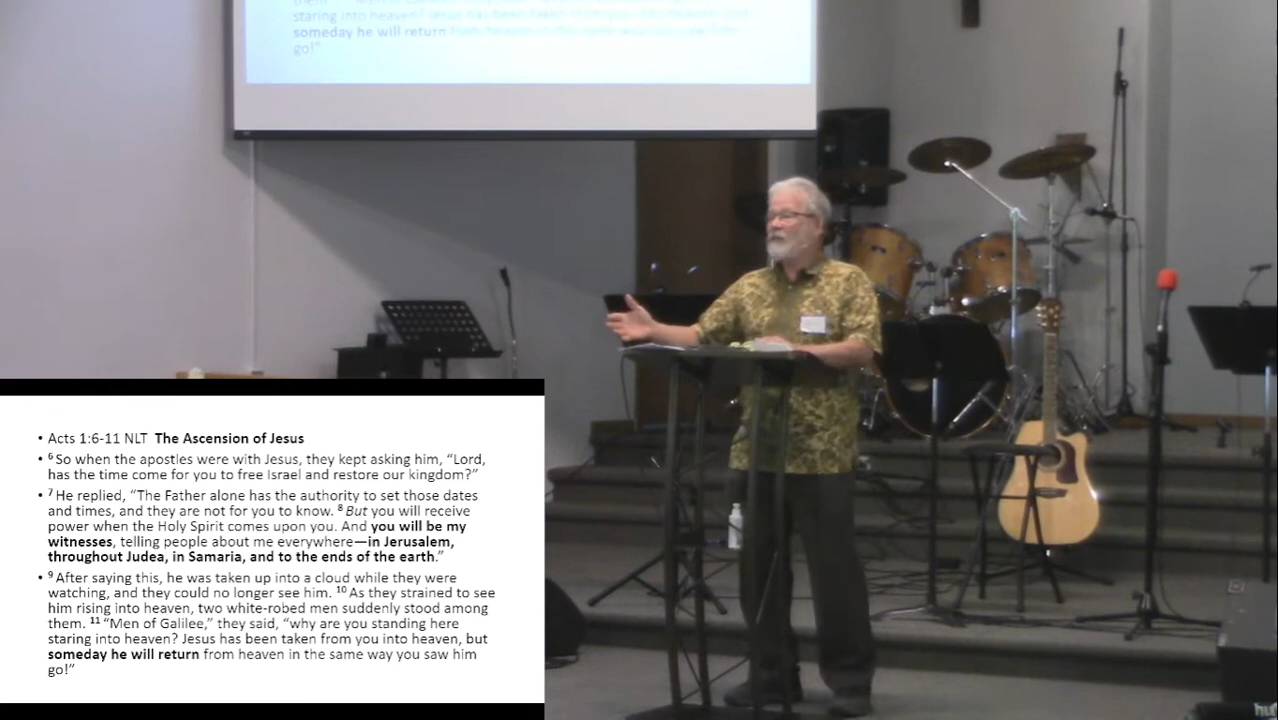 staring into heaven? Jesus has been taken from you into heaven, but
someday he will return from heaven in the same way you saw him
go!”
• Acts 1:6-11 NLT The Ascension of Jesus
• 6 So when the apostles were with Jesus, they kept asking him, “Lord,
has the time come for you to free Israel and restore our kingdom?”
• 7 He replied, “The Father alone has the authority to set those dates
and times, and they are not for you to know. 8 But you will receive
power when the Holy Spirit comes upon you. And you will be my
witnesses, telling people about me everywhere—in Jerusalem,
throughout Judea, in Samaria, and to the ends of the earth.”
• 9 After saying this, he was taken up into a cloud while they were
watching, and they could no longer see him. 10 As they strained to see
him rising into heaven, two white-robed men suddenly stood among
them. 11 “Men of Galilee,” they said, “why are you standing here
staring into heaven? Jesus has been taken from you into heaven, but
someday he will return from heaven in the same way you saw him
go!”